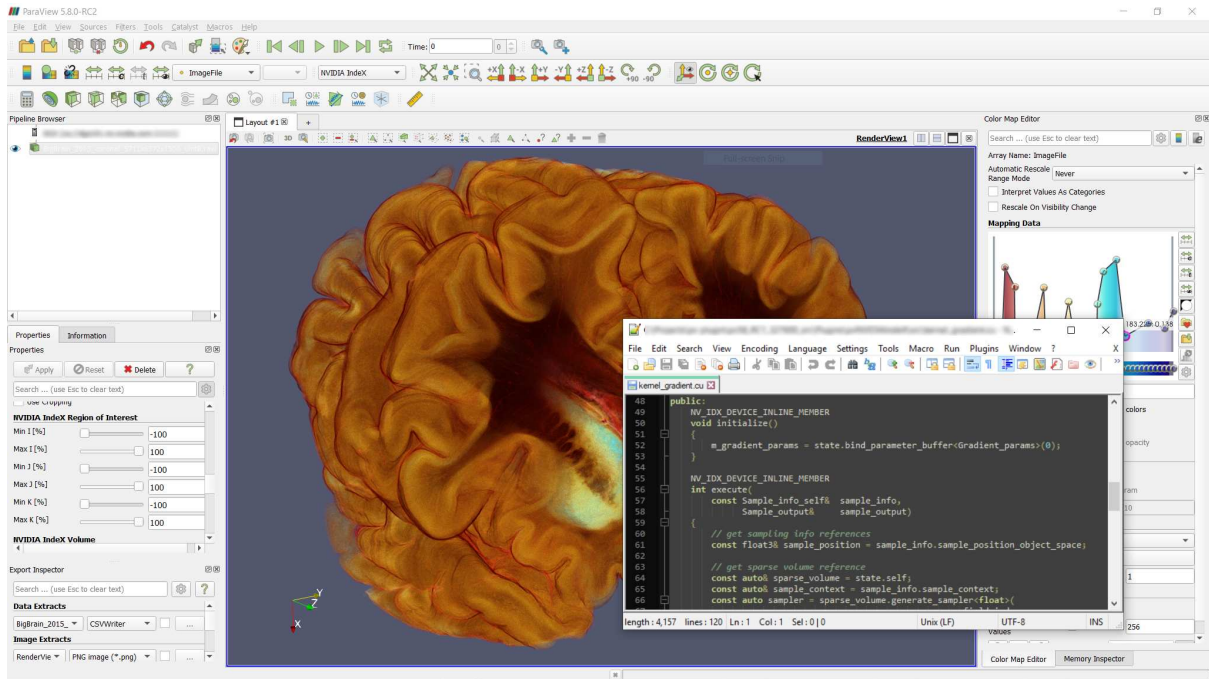 ParaView 5.8.0-RC2
File Edit View Sources Filters Tools Catalyst Macros Help
Time: 0 0
ImageFile NVIDIA IndeX +90 -90
Pipeline Browser
Layout #1 +
3D RenderView1
Properties Information
Properties
Apply Reset Delete ?
Search ... (use Esc to clear text)
Use Cropping
NVIDIA IndeX Region of Interest
Min I [%] -100
Max I [%] 100
Min J [%] -100
Max J [%] 100
Min K [%] -100
Max K [%] 100
NVIDIA IndeX Volume
Export Inspector
Search ... (use Esc to clear text) ?
Data Extracts
BigBrain_2015_ CSVWriter ...
Image Extracts
RenderVie PNG image (*.png) ...
Y
Z
X
File Edit Search View Encoding Language Settings Tools Macro Run Plugins Window ? X
kernel_gradient.cu
48 public:
49 NV_IDX_DEVICE_INLINE_MEMBER
50 void initialize()
51 {
52 m_gradient_params = state.bind_parameter_buffer<Gradient_params>(0);
53 }
54
55 NV_IDX_DEVICE_INLINE_MEMBER
56 int execute(
57 const Sample_info_self& sample_info,
58 Sample_output& sample_output)
59 {
60 // get sampling info references
61 const float3& sample_position = sample_info.sample_position_object_space;
62
63 // get sparse volume reference
64 const auto& sparse_volume = state.self;
65 const auto& sample_context = sample_info.sample_context;
66 const auto sampler = sparse_volume.generate_sampler<float>(
length : 4,157 lines : 120 Ln : 1 Col : 1 Sel : 0 | 0 Unix (LF) UTF-8 INS
Color Map Editor
Search ... (use Esc to clear text)
Array Name: ImageFile
Automatic Rescale Range Mode Never
Interpret Values As Categories
Rescale On Visibility Change
Mapping Data
colors
opacity
10
1
Values 256
Color Map Editor Memory Inspector